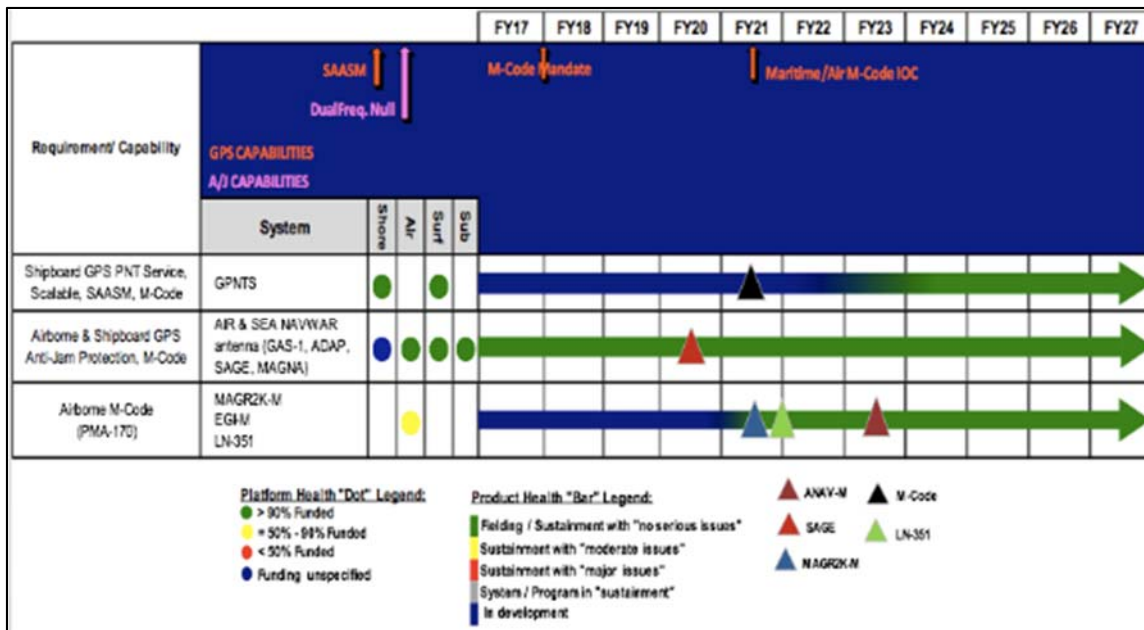 FY17 FY18 FY19 FY20 FY21 FY22 FY23 FY24 FY25 FY26 FY27
SAASM
M-Code Mandate
Maritime/Air M-Code IOC
DualFreq. Null
Requirement/ Capability
GPS CAPABILITIES
A/J CAPABILITIES
System
Shore
Air
Surf
Sub
Shipboard GPS PNT Service,
Scalable, SAASM, M-Code
GPNTS
Airborne & Shipboard GPS
Anti-Jam Protection, M-Code
AIR & SEA NAVWAR
antenna (GAS-1, ADAP,
SAGE, MAGNA)
Airborne M-Code
(PMA-170)
MAGR2K-M
EGI-M
LN-351
Platform Health "Dot" Legend:
> 90% Funded
= 50% - 90% Funded
< 50% Funded
Funding unspecified
Product Health "Bar" Legend:
Fielding / Sustainment with "no serious issues"
Sustainment with "moderate issues"
Sustainment with "major issues"
System / Program in "sustainment"
In development
ANAV-M
M-Code
SAGE
LN-351
MAGR2K-M